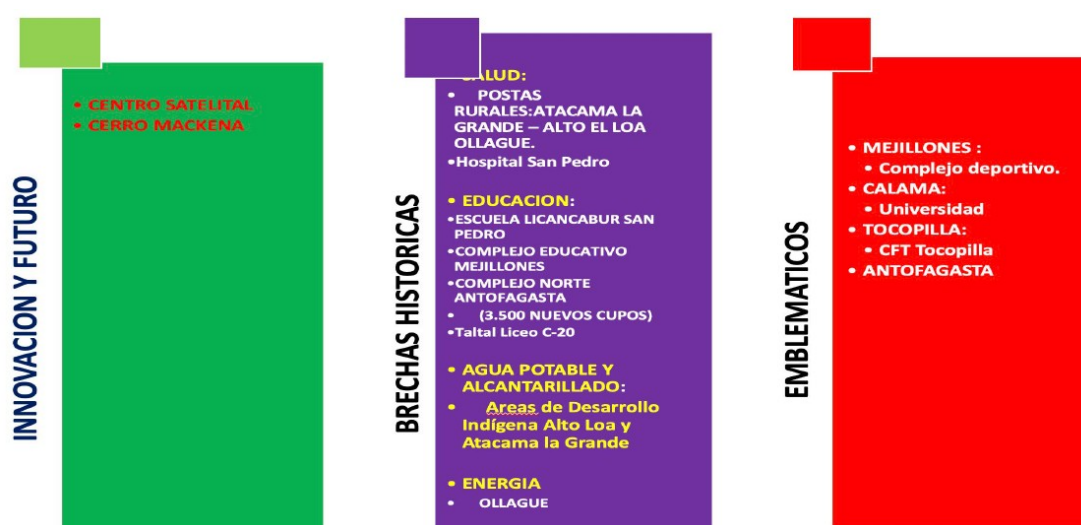 INNOVACION Y FUTURO
• CENTRO SATELITAL
• CERRO MACKENA
BRECHAS HISTORICAS
SALUD:
• POSTAS
RURALES:ATACAMA LA
GRANDE – ALTO EL LOA
OLLAGUE.
•Hospital San Pedro
• EDUCACION:
•ESCUELA LICANCABUR SAN
PEDRO
•COMPLEJO EDUCATIVO
MEJILLONES
•COMPLEJO NORTE
ANTOFAGASTA
• (3.500 NUEVOS CUPOS)
•Taltal Liceo C-20
• AGUA POTABLE Y
ALCANTARILLADO:
• Areas de Desarrollo
Indígena Alto Loa y
Atacama la Grande
• ENERGIA
• OLLAGUE
EMBLEMATICOS
• MEJILLONES :
• Complejo deportivo.
• CALAMA:
• Universidad
• TOCOPILLA:
• CFT Tocopilla
• ANTOFAGASTA